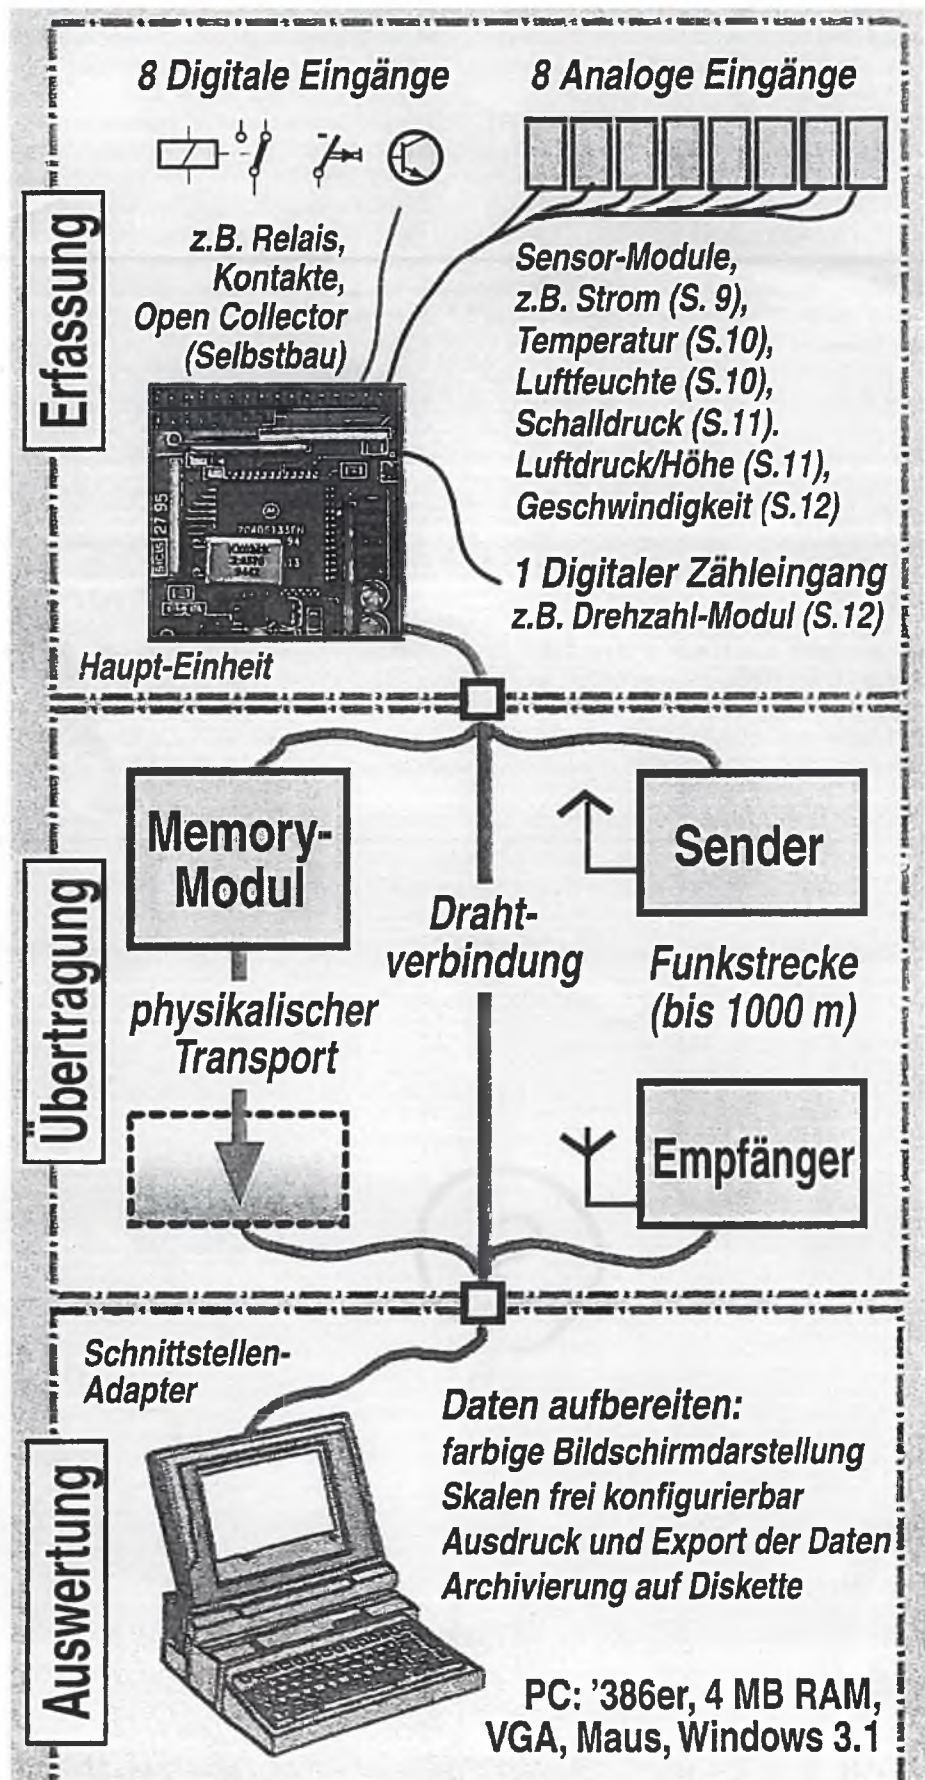 8 Digitale Eingänge
8 Analoge Eingänge
z.B. Relais,
Kontakte,
Open Collector
(Selbstbau)
Sensor-Module,
z.B. Strom (S. 9),
Temperatur (S.10),
Luftfeuchte (S.10),
Schalldruck (S.11).
Luftdruck/Höhe (S.11),
Geschwindigkeit (S.12)
Erfassung
27 95
1 Digitaler Zähleingang
z.B. Drehzahl-Modul (S.12)
Haupt-Einheit
Memory-
Modul
Sender
Draht-
verbindung
Funkstrecke
(bis 1000 m)
physikalischer
Transport
Übertragung
Empfänger
Schnittstellen-
Adapter
Daten aufbereiten:
farbige Bildschirmdarstellung
Skalen frei konfigurierbar
Ausdruck und Export der Daten
Archivierung auf Diskette
Auswertung
PC: '386er, 4 MB RAM,
VGA, Maus, Windows 3.1